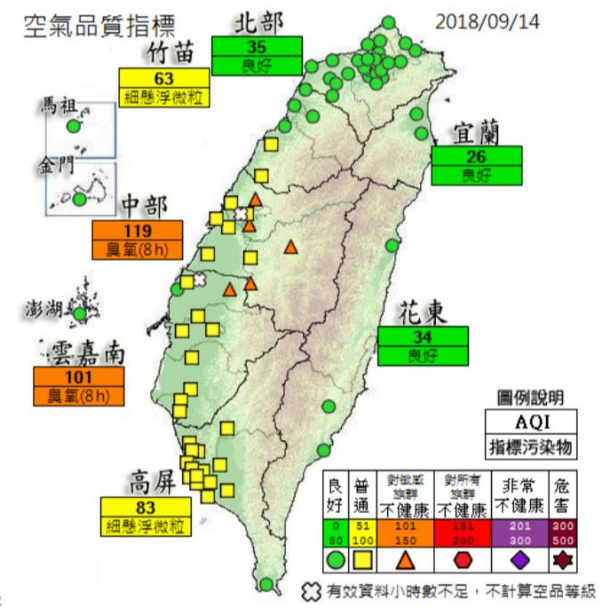 空氣品質指標
2018/09/14
北部
35
良好
竹苗
63
細懸浮微粒
馬祖
金門
宜蘭
26
良好
中部
119
臭氧(8h)
澎湖
花東
34
良好
雲嘉南
101
臭氧(8h)
高屏
83
細懸浮微粒
圖例說明
AQI
指標污染物
良好
普通
對敏感族群不健康
對所有族群不健康
非常不健康
危害
0 51 101 151 201 300
50 100 150 200 300 500
有效資料小時數不足，不計算空品等級